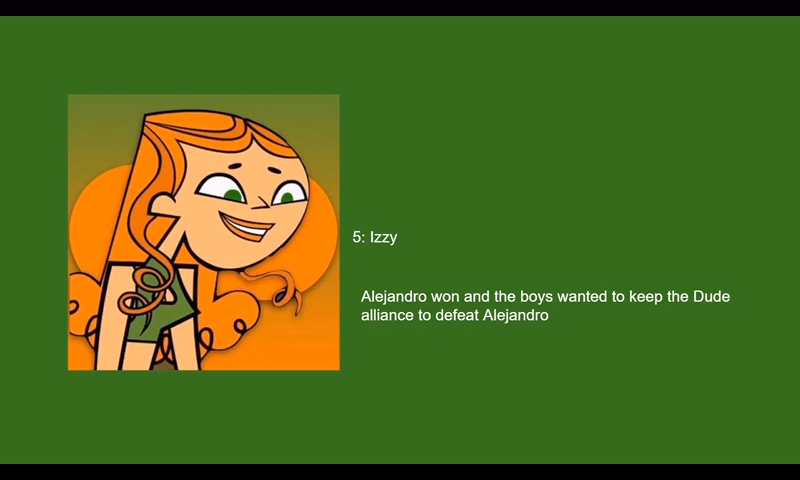 5: Izzy
Alejandro won and the boys wanted to keep the Dude
alliance to defeat Alejandro